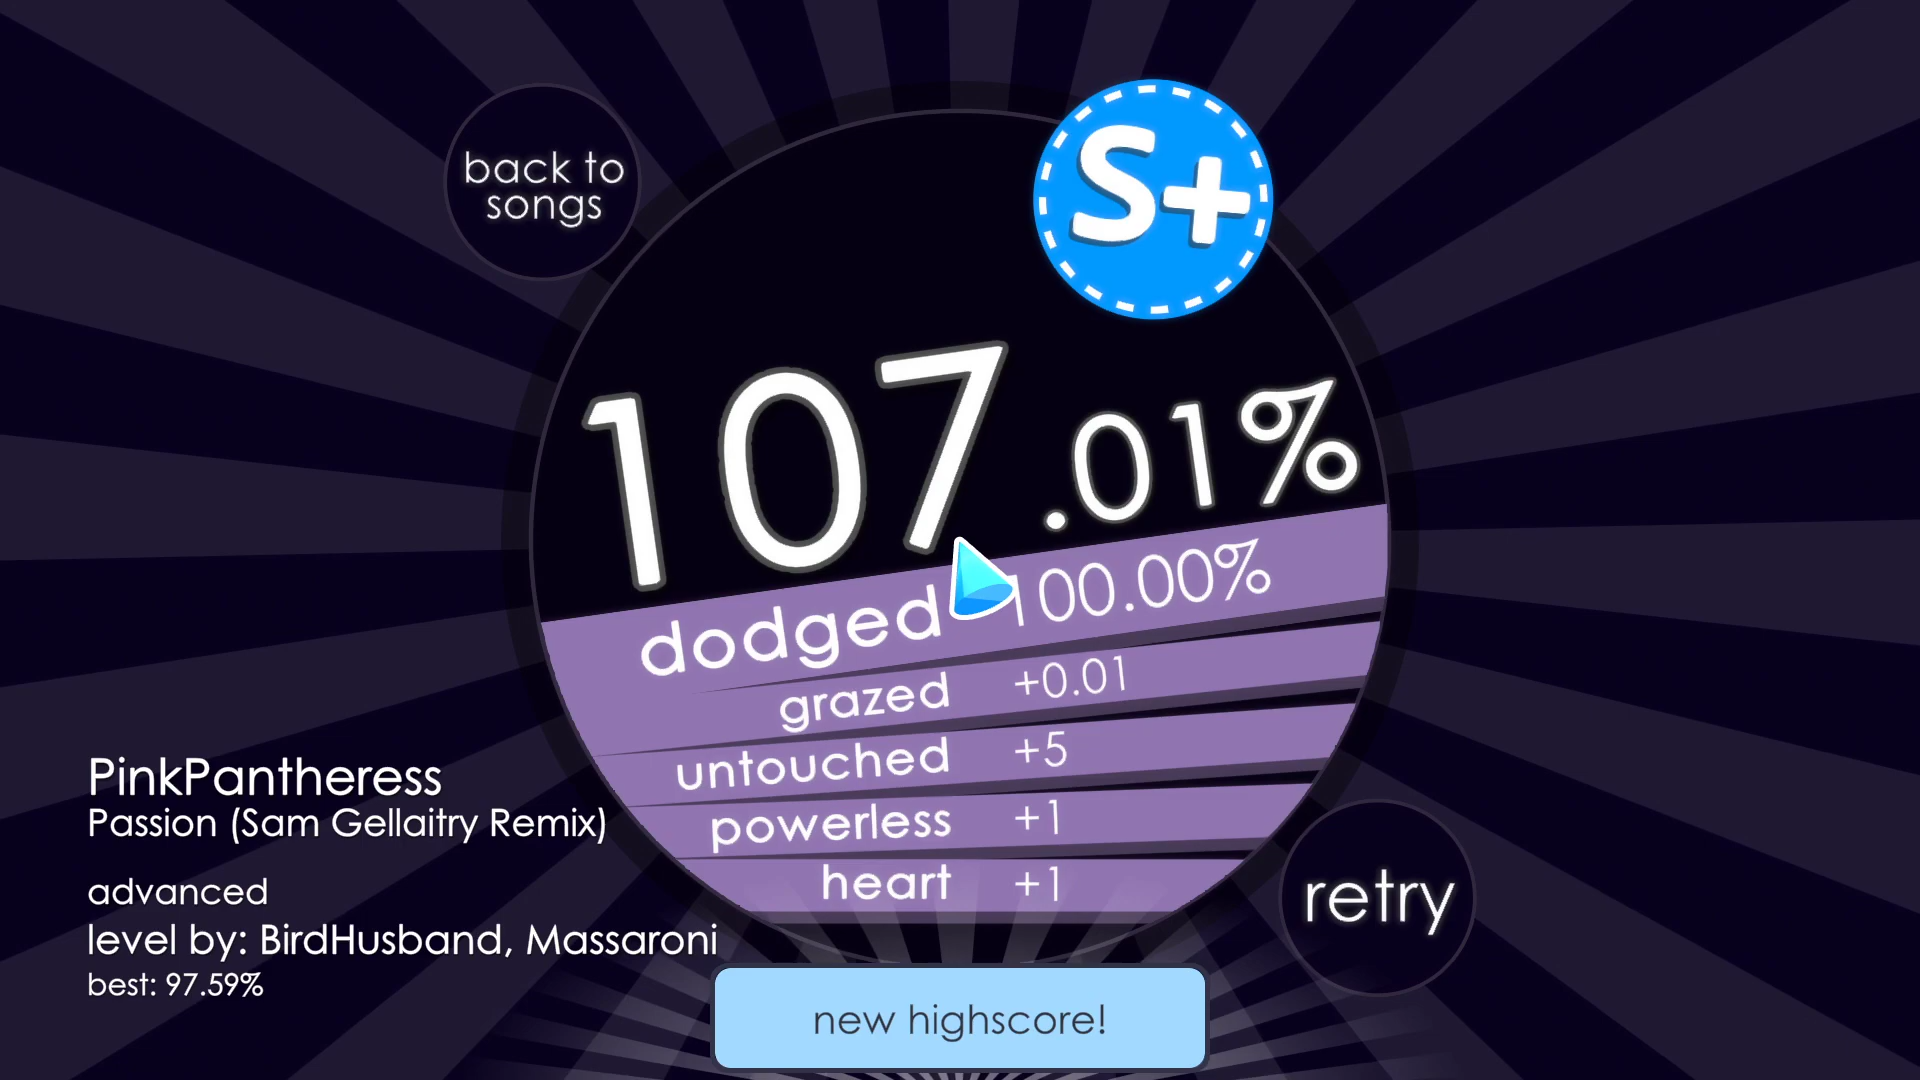 back to
songs
S+
107.01%
dodged 100.00%
grazed +0.01
untouched +5
powerless +1
heart +1
PinkPantheress
Passion (Sam Gellaitry Remix)
advanced
level by: BirdHusband, Massaroni
best: 97.59%
retry
new highscore!